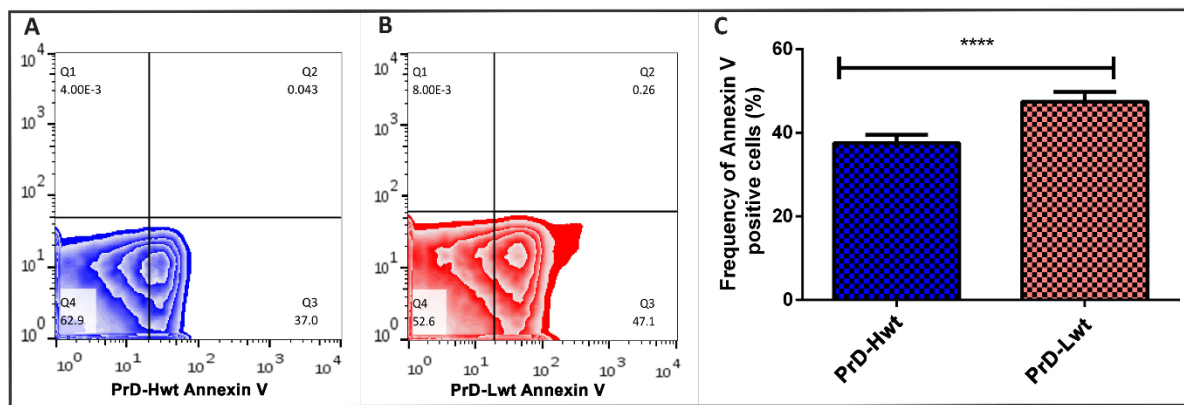 A
10^4
10^3
10^2
10^1
10^0
Q1
4.00E-3
Q2
0.043
Q4
62.9
Q3
37.0
10^0 10^1 10^2 10^3 10^4
PrD-Hwt Annexin V
B
10^4
10^3
10^2
10^1
10^0
Q1
8.00E-3
Q2
0.26
Q4
52.6
Q3
47.1
10^0 10^1 10^2 10^3 10^4
PrD-Lwt Annexin V
C
Frequency of Annexin V
positive cells (%)
60
40
20
0
****
PrD-Hwt
PrD-Lwt